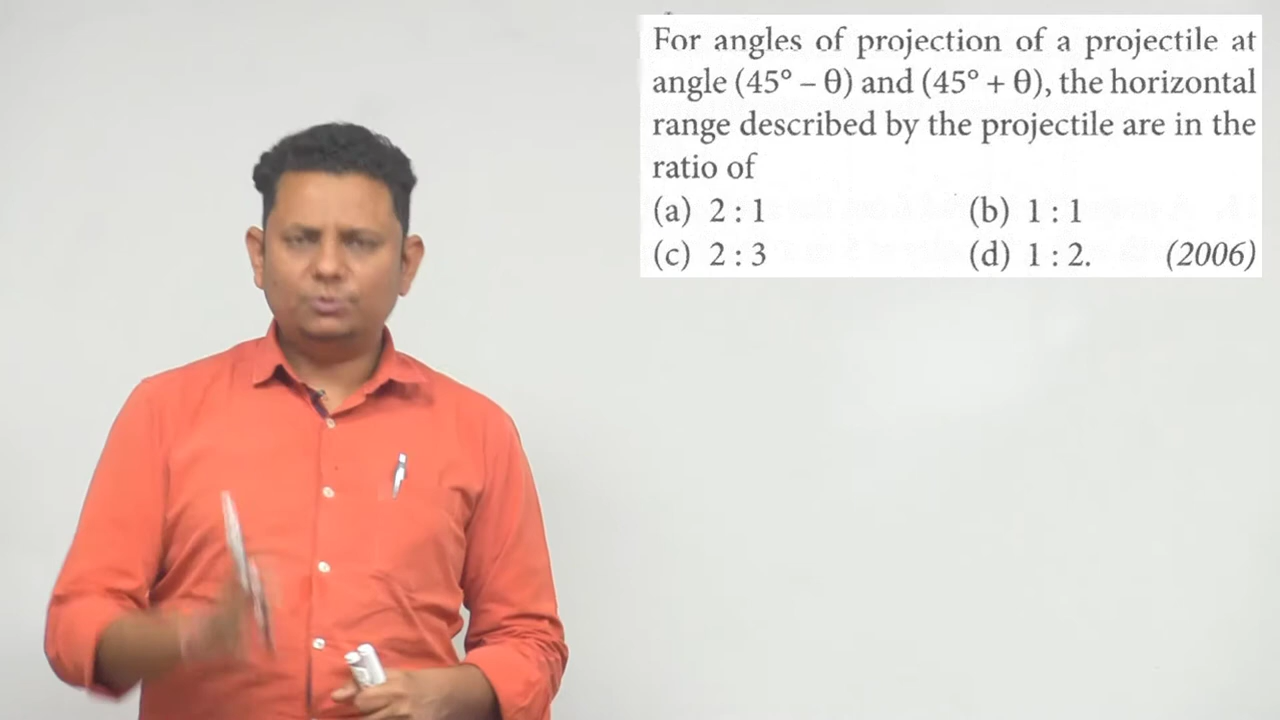 For angles of projection of a projectile at
angle (45° – θ) and (45° + θ), the horizontal
range described by the projectile are in the
ratio of
(a) 2 : 1 (b) 1 : 1
(c) 2 : 3 (d) 1 : 2. (2006)